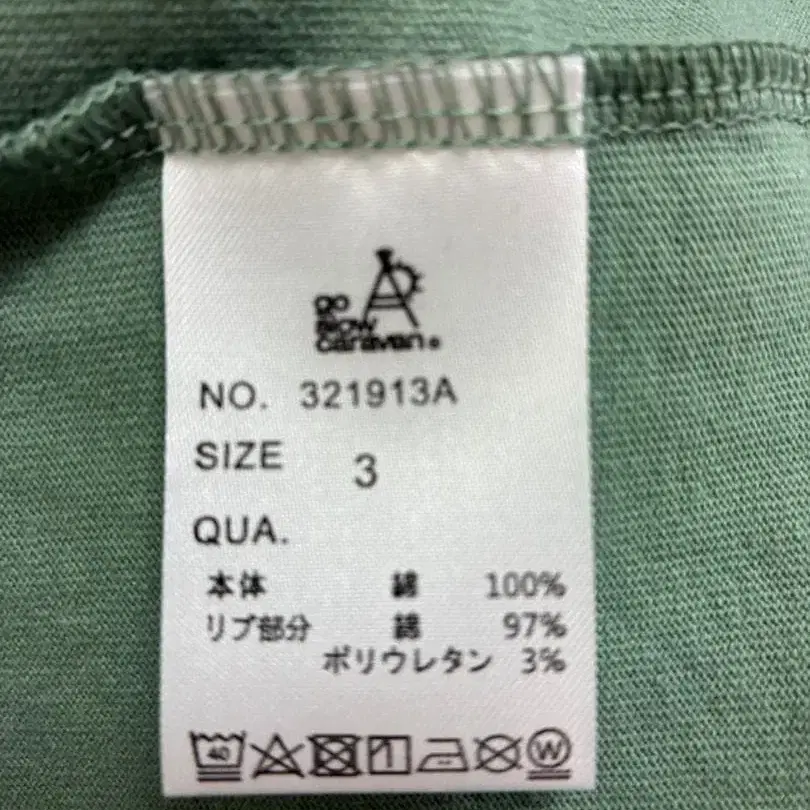 go
slow
caravan®
NO. 321913A
SIZE 3
QUA.
本体 綿 100%
リブ部分 綿 97%
ポリウレタン 3%
40 W